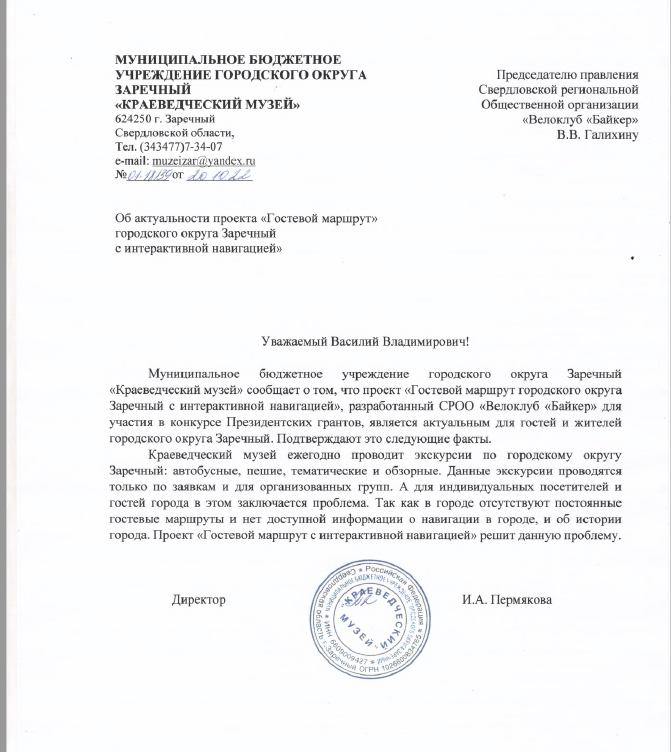 МУНИЦИПАЛЬНОЕ БЮДЖЕТНОЕ
УЧРЕЖДЕНИЕ ГОРОДСКОГО ОКРУГА
ЗАРЕЧНЫЙ
«КРАЕВЕДЧЕСКИЙ МУЗЕЙ»
624250 г. Заречный
Свердловской области,
Тел. (343477)7-34-07
e-mail: muzeizar@yandex.ru
№ от 20.10.22
Председателю правления
Свердловской региональной
Общественной организации
«Велоклуб «Байкер»
В.В. Галихину
Об актуальности проекта «Гостевой маршрут»
городского округа Заречный
с интерактивной навигацией»
Уважаемый Василий Владимирович!
Муниципальное бюджетное учреждение городского округа Заречный
«Краеведческий музей» сообщает о том, что проект «Гостевой маршрут городского округа
Заречный с интерактивной навигацией», разработанный СРОО «Велоклуб «Байкер» для
участия в конкурсе Президентских грантов, является актуальным для гостей и жителей
городского округа Заречный. Подтверждают это следующие факты.
Краеведческий музей ежегодно проводит экскурсии по городскому округу
Заречный: автобусные, пешие, тематические и обзорные. Данные экскурсии проводятся
только по заявкам и для организованных групп. А для индивидуальных посетителей и
гостей города в этом заключается проблема. Так как в городе отсутствуют постоянные
гостевые маршруты и нет доступной информации о навигации в городе, и об истории
города. Проект «Гостевой маршрут с интерактивной навигацией» решит данную проблему.
Директор
И.А. Пермякова
Российская Федерация * Свердловская область
г. Заречный ОГРН
КРАЕВЕДЧЕСКИЙ
МУЗЕЙ